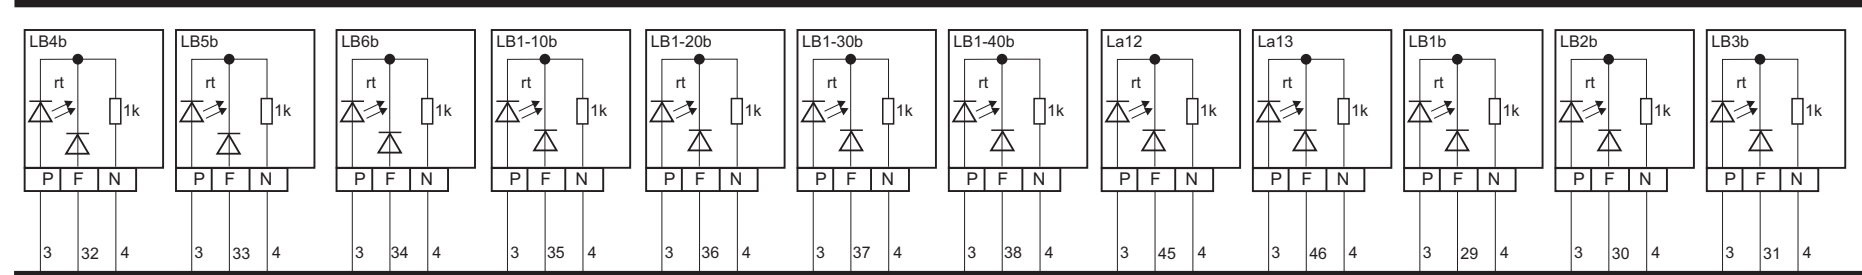 LB4b LB5b LB6b LB1-10b LB1-20b LB1-30b LB1-40b La12 La13 LB1b LB2b LB3b
rt rt rt rt rt rt rt rt rt rt rt rt
1k 1k 1k 1k 1k 1k 1k 1k 1k 1k 1k 1k
P F N P F N P F N P F N P F N P F N P F N P F N P F N P F N P F N P F N
3 32 4 3 33 4 3 34 4 3 35 4 3 36 4 3 37 4 3 38 4 3 45 4 3 46 4 3 29 4 3 30 4 3 31 4